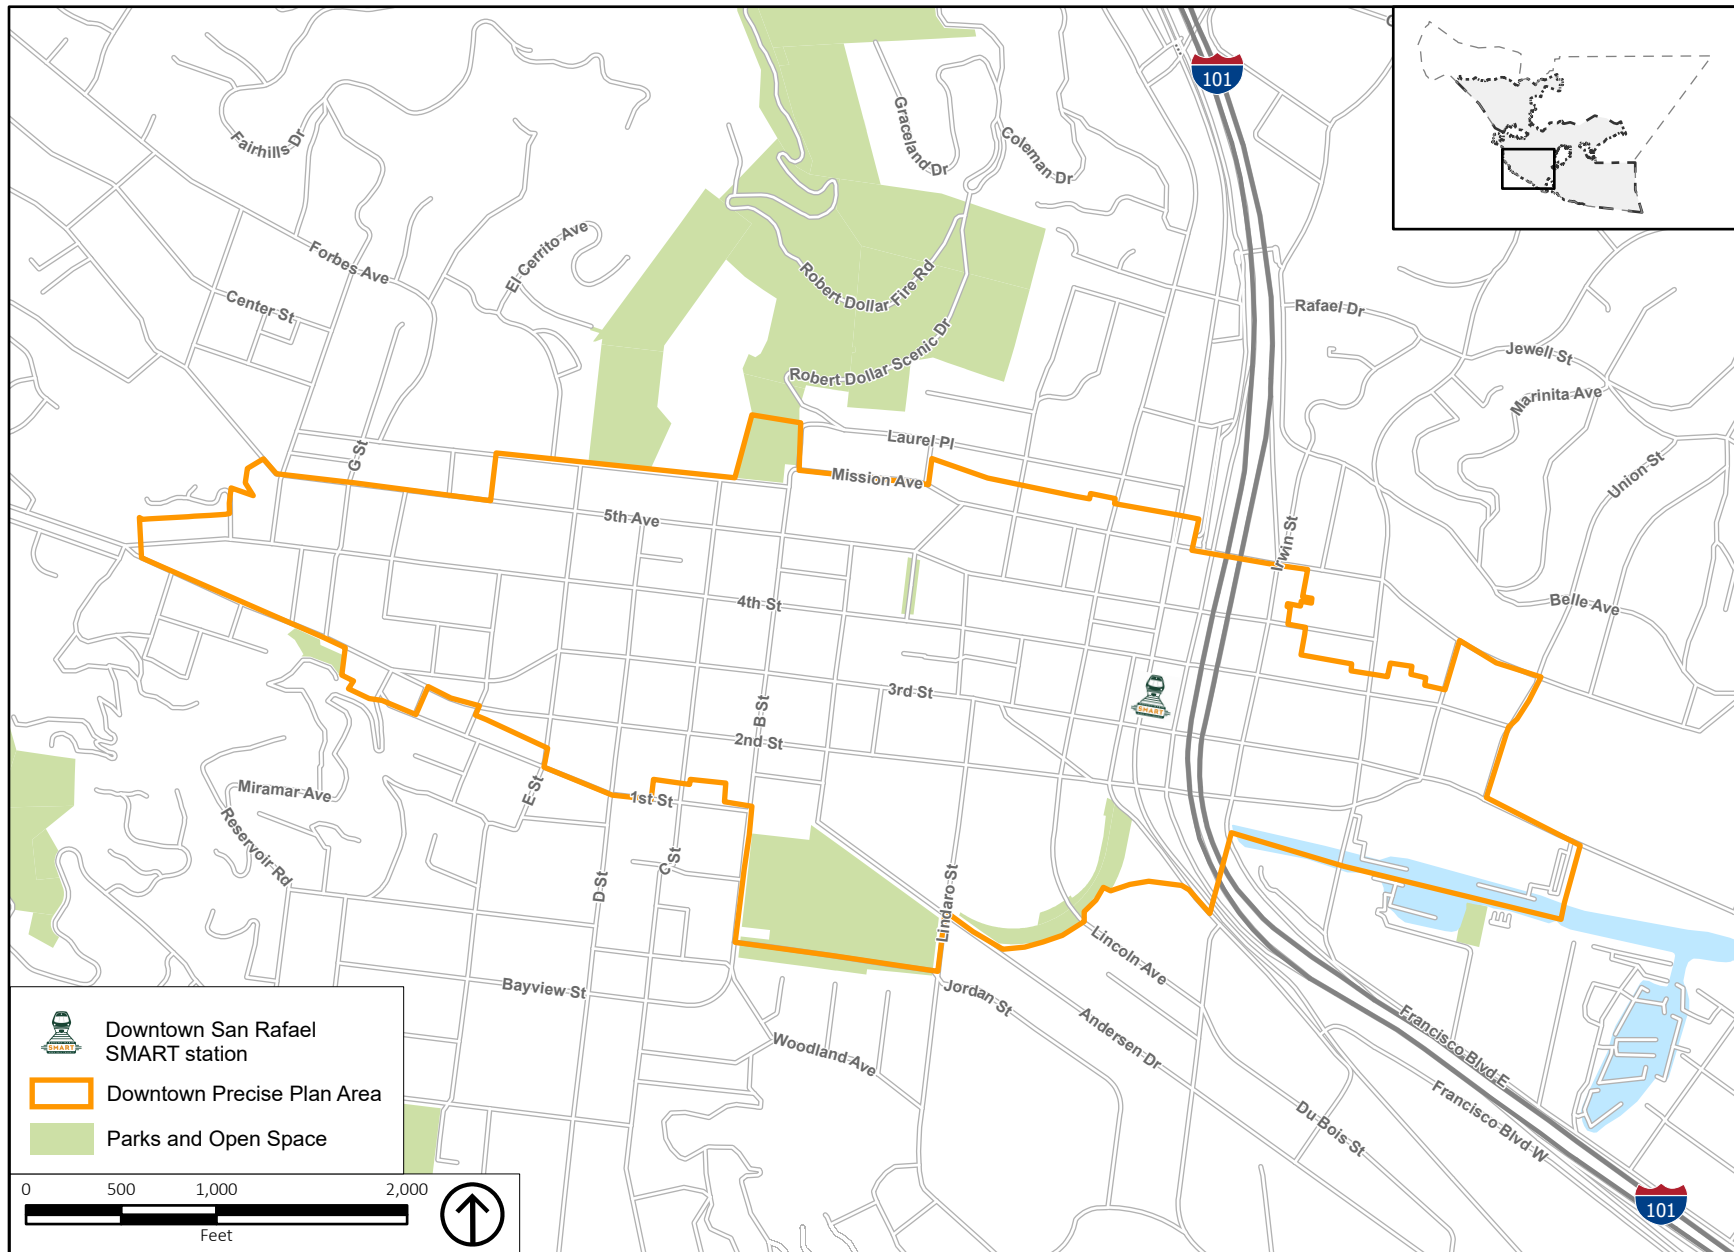 101
Graceland Dr
Coleman Dr
Fairhills Dr
El Cerrito Ave
Forbes Ave
Center St
Robert Dollar Fire Rd
Rafael Dr
Jewell St
Robert Dollar Scenic Dr
Marinita Ave
Laurel Pl
G St
Mission Ave
Union St
5th Ave
Irwin St
4th St
Belle Ave
3rd St
SMART
B St
2nd St
Miramar Ave
E St
1st St
Reservoir Rd
C St
D St
Lindaro St
Lincoln Ave
Bayview St
Jordan St
Andersen Dr
Woodland Ave
Francisco Blvd E
Francisco Blvd W
Du Bois St
101
SMART
Downtown San Rafael
SMART station
Downtown Precise Plan Area
Parks and Open Space
0 500 1,000 2,000
Feet